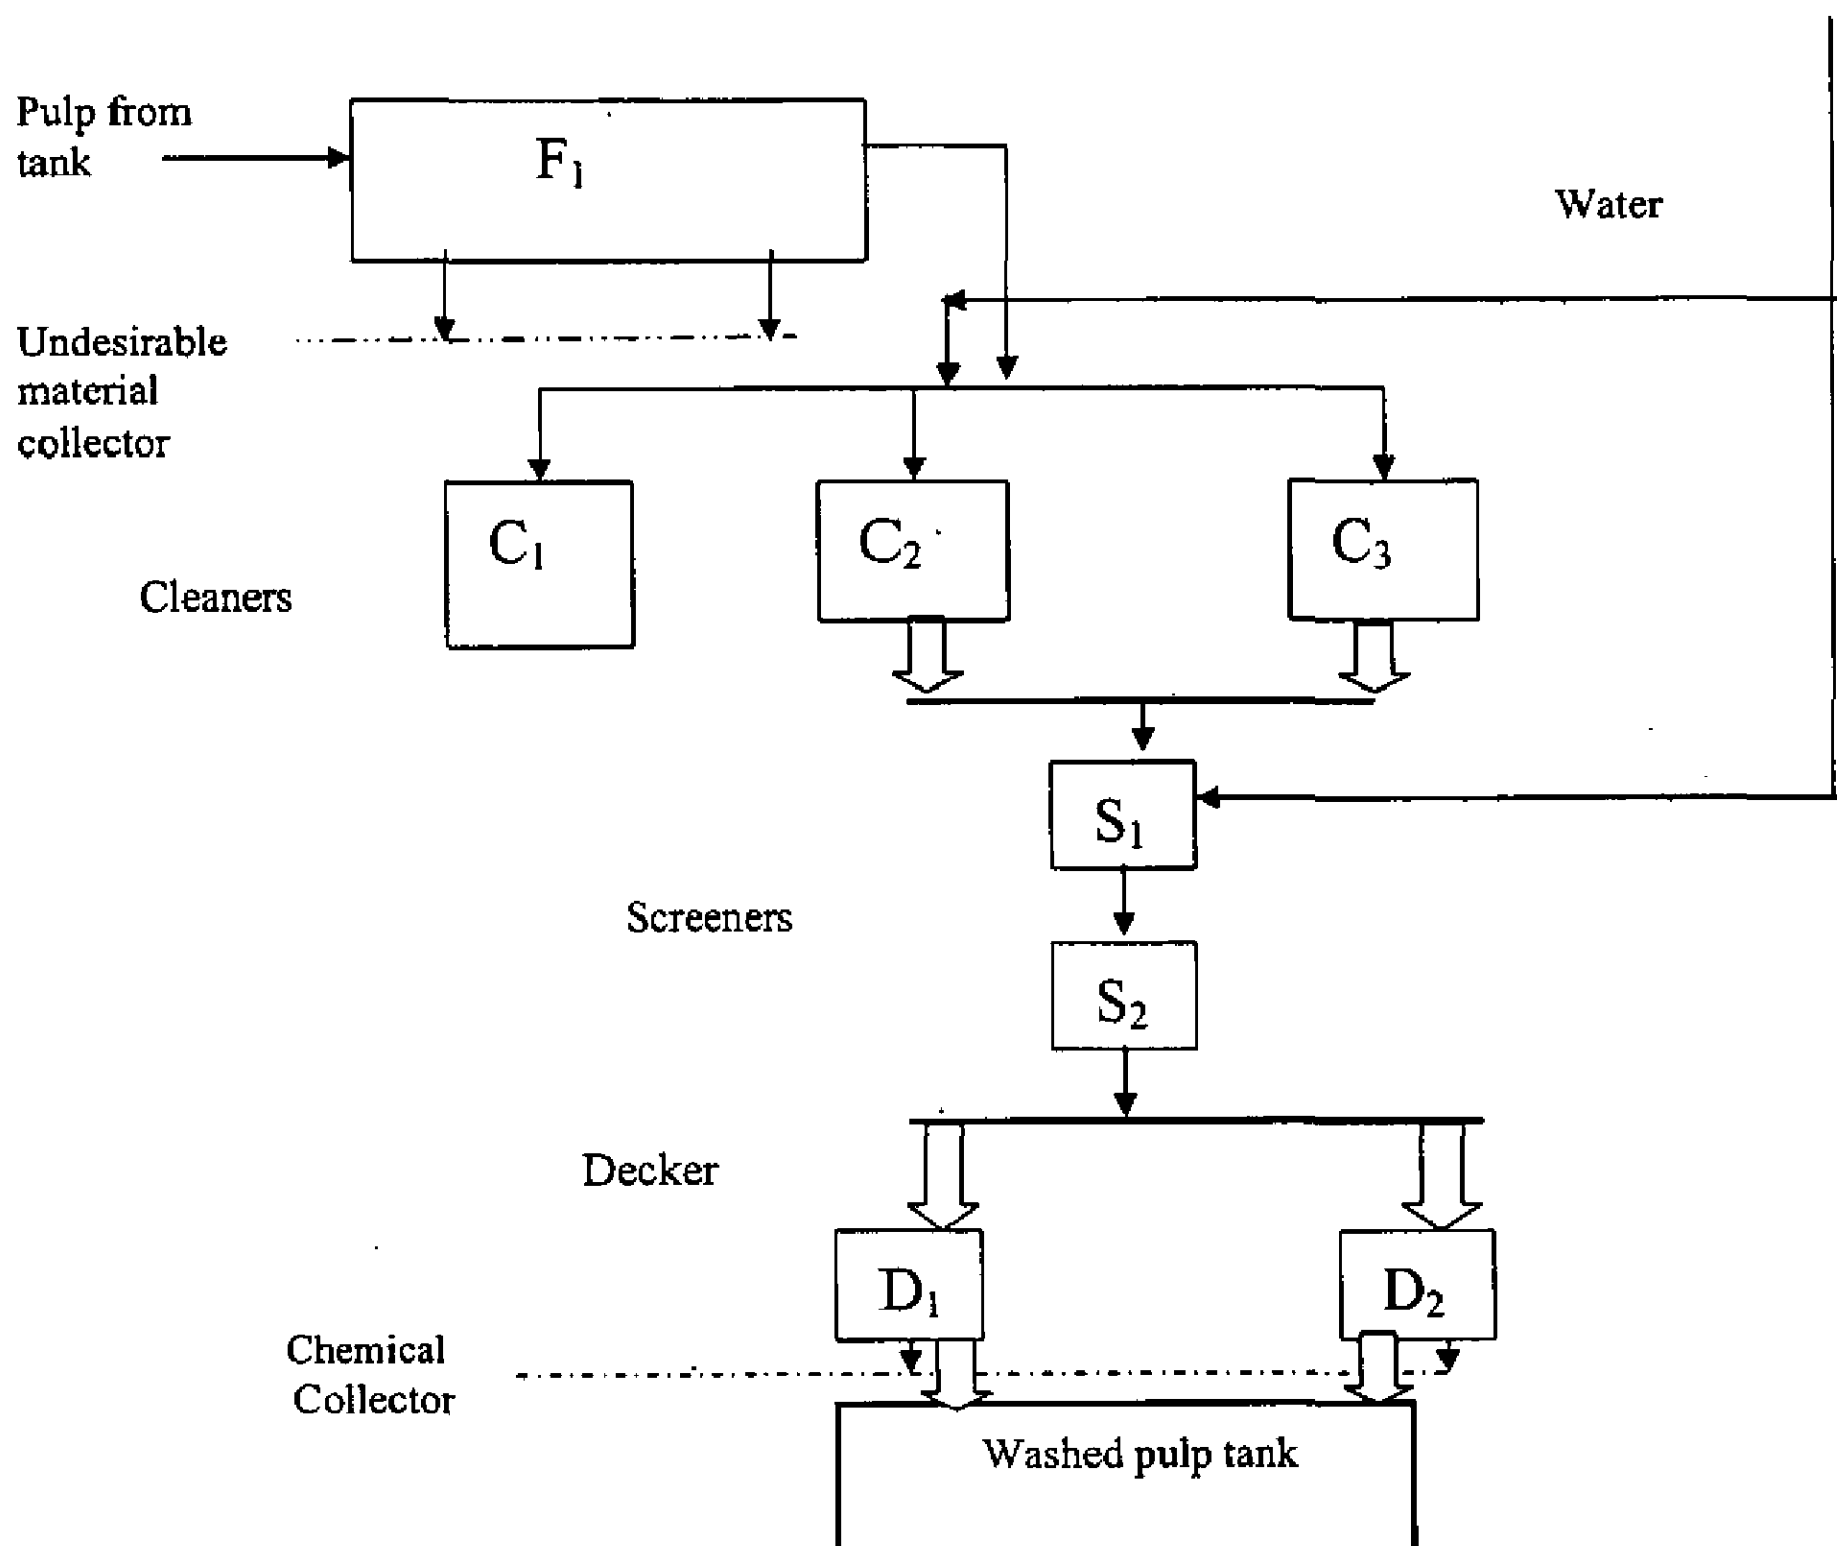 Pulp from
tank
F₁
Water
Undesirable
material
collector
C₁
C₂
C₃
Cleaners
S₁
Screeners
S₂
Decker
D₁
D₂
Chemical
Collector
Washed pulp tank